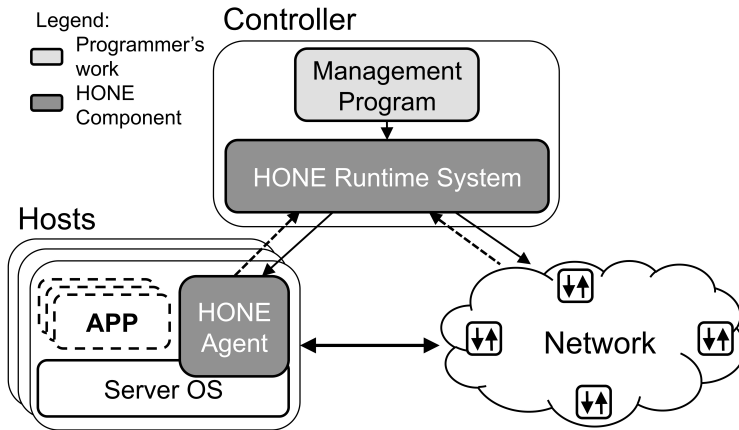 Legend:
Programmer's
work
HONE
Component
Controller
Management
Program
HONE Runtime System
Hosts
APP
HONE
Agent
Server OS
Network